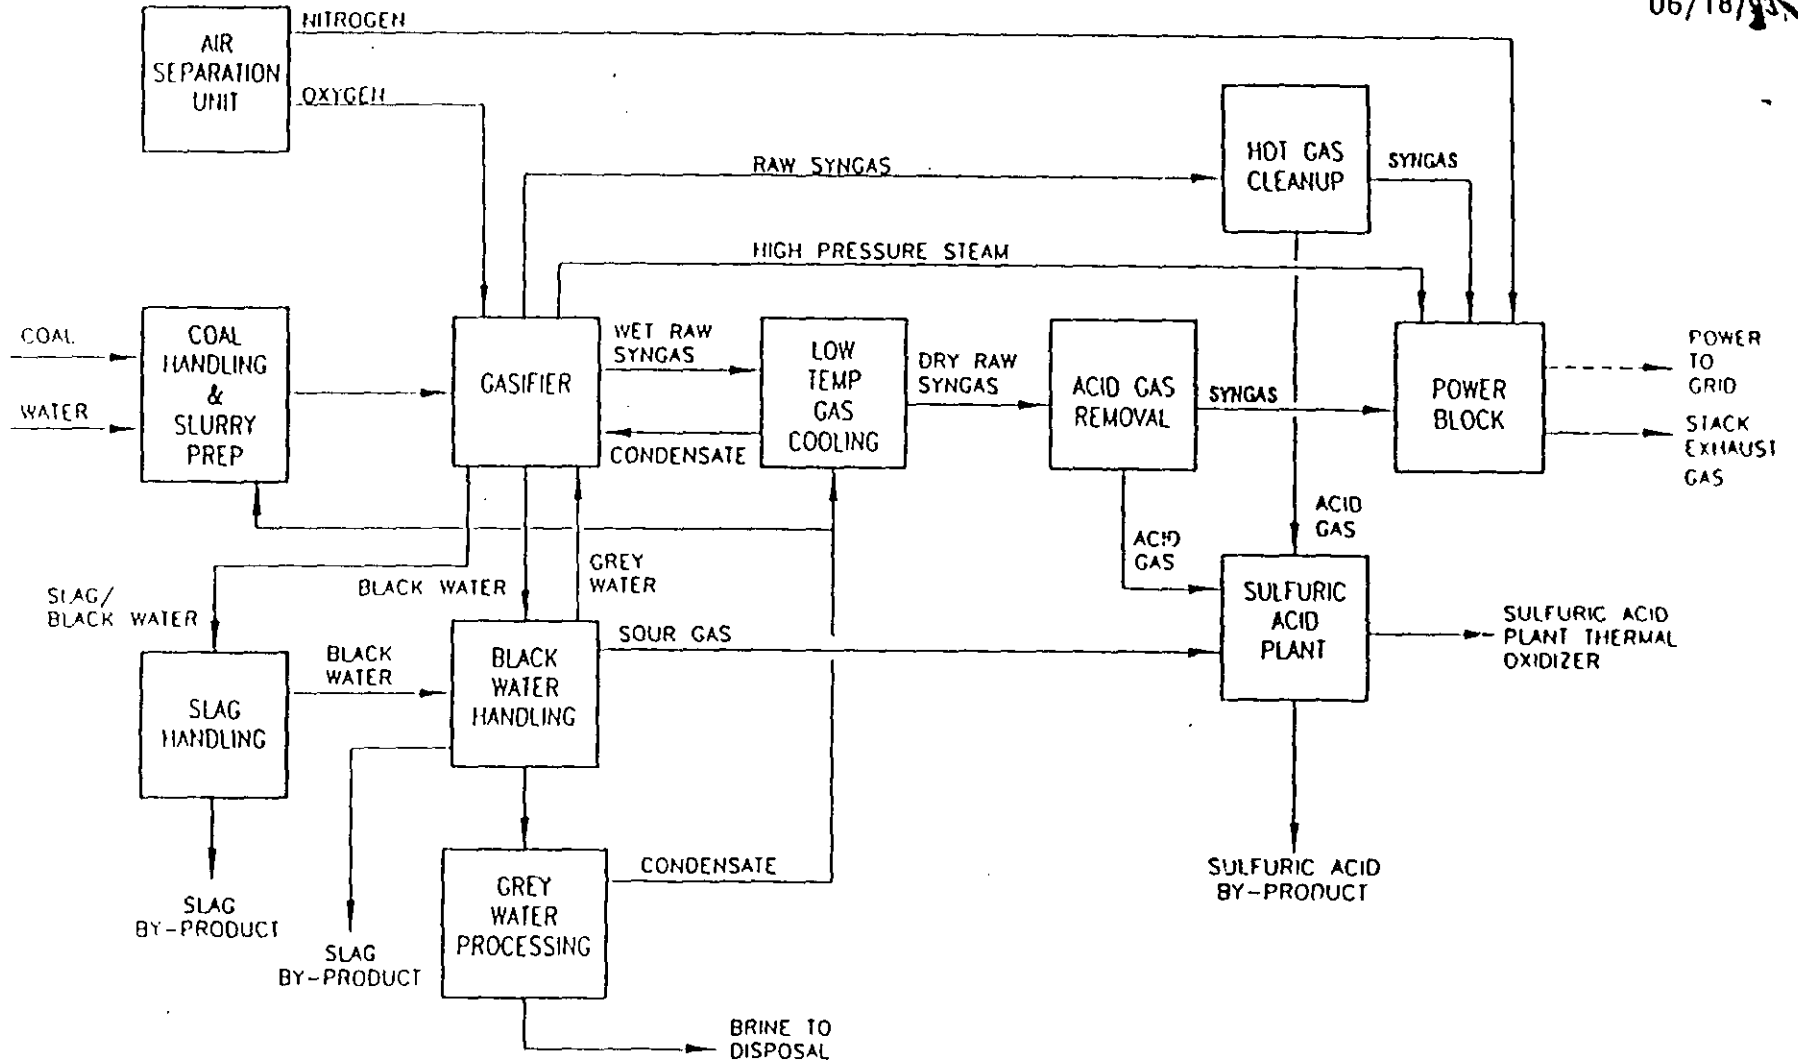 06/18/
NITROGEN
AIR
SEPARATION
UNIT
OXYGEN
HOT GAS
CLEANUP
SYNGAS
RAW SYNGAS
HIGH PRESSURE STEAM
COAL
WATER
COAL
HANDLING
&
SLURRY
PREP
GASIFIER
WET RAW
SYNGAS
CONDENSATE
LOW
TEMP
GAS
COOLING
DRY RAW
SYNGAS
ACID GAS
REMOVAL
SYNGAS
POWER
BLOCK
POWER
TO
GRID
STACK
EXHAUST
GAS
ACID
GAS
ACID
GAS
SLAG/
BLACK WATER
BLACK WATER
GREY
WATER
SLAG
HANDLING
BLACK
WATER
BLACK
WATER
HANDLING
SOUR GAS
SULFURIC
ACID
PLANT
SULFURIC ACID
PLANT THERMAL
OXIDIZER
SLAG
BY-PRODUCT
SLAG
BY-PRODUCT
GREY
WATER
PROCESSING
CONDENSATE
SULFURIC ACID
BY-PRODUCT
BRINE TO
DISPOSAL